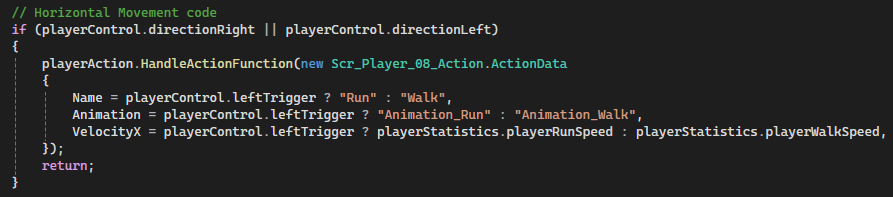 // Horizontal Movement code
if (playerControl.directionRight || playerControl.directionLeft)
{
    playerAction.HandleActionFunction(new Scr_Player_08_Action.ActionData
    {
        Name = playerControl.leftTrigger ? "Run" : "Walk",
        Animation = playerControl.leftTrigger ? "Animation_Run" : "Animation_Walk",
        VelocityX = playerControl.leftTrigger ? playerStatistics.playerRunSpeed : playerStatistics.playerWalkSpeed,
    });
    return;
}